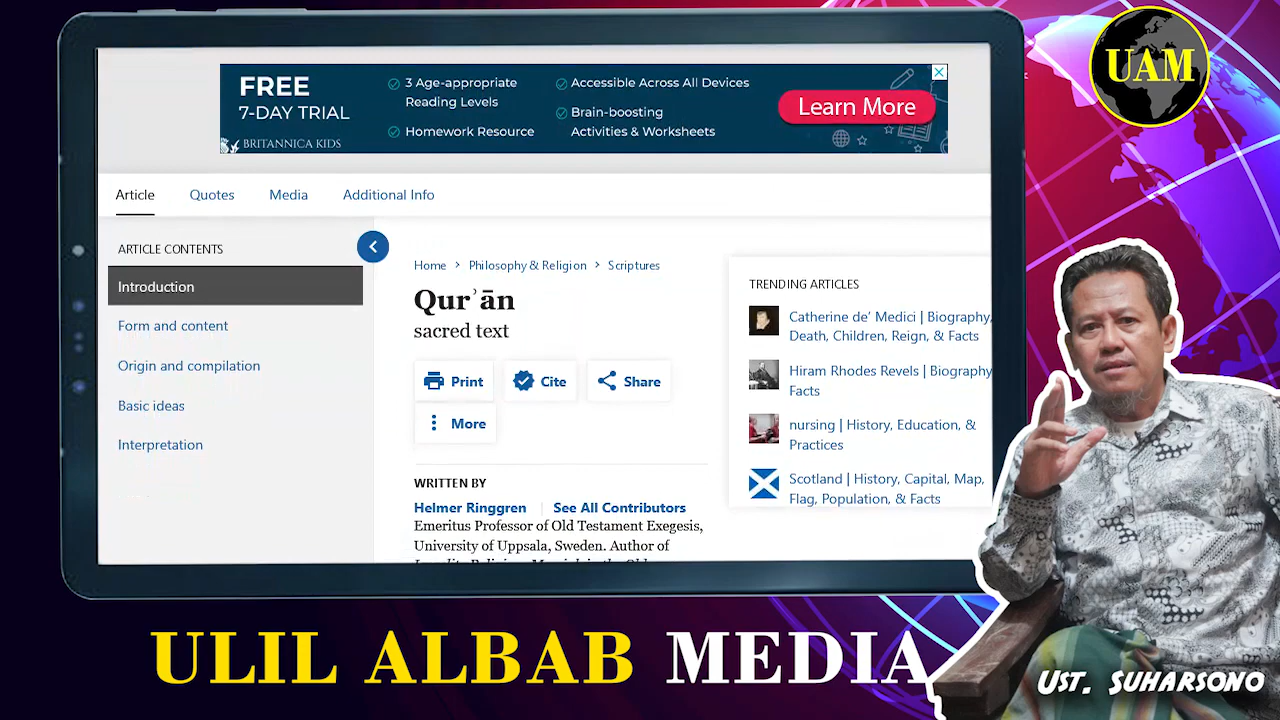 FREE
7-DAY TRIAL
BRITANNICA KIDS
3 Age-appropriate
Reading Levels
Homework Resource
Accessible Across All Devices
Brain-boosting
Activities & Worksheets
Learn More
UAM
Article
Quotes
Media
Additional Info
ARTICLE CONTENTS
Introduction
Form and content
Origin and compilation
Basic ideas
Interpretation
Home > Philosophy & Religion > Scriptures
Qurʾān
sacred text
Print
Cite
Share
More
WRITTEN BY
Helmer Ringgren | See All Contributors
Emeritus Professor of Old Testament Exegesis,
University of Uppsala, Sweden. Author of
TRENDING ARTICLES
Catherine de’ Medici | Biography,
Death, Children, Reign, & Facts
Hiram Rhodes Revels | Biography
Facts
nursing | History, Education, &
Practices
Scotland | History, Capital, Map,
Flag, Population, & Facts
ULIL ALBAB MEDIA
UST. SUHARSONO